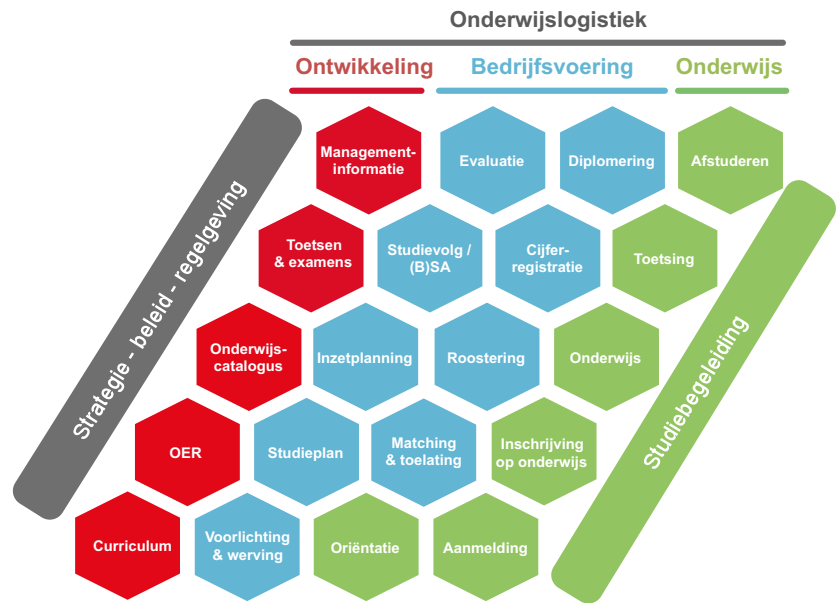 Onderwijslogistiek
Ontwikkeling
Bedrijfsvoering
Onderwijs
Strategie - beleid - regelgeving
Management-
informatie
Evaluatie
Diplomering
Afstuderen
Toetsen
& examens
Studievolg /
(B)SA
Cijfer-
registratie
Toetsing
Onderwijs-
catalogus
Inzetplanning
Roostering
Onderwijs
OER
Studieplan
Matching
& toelating
Inschrijving
op onderwijs
Curriculum
Voorlichting
& werving
Oriëntatie
Aanmelding
Studiebegeleiding